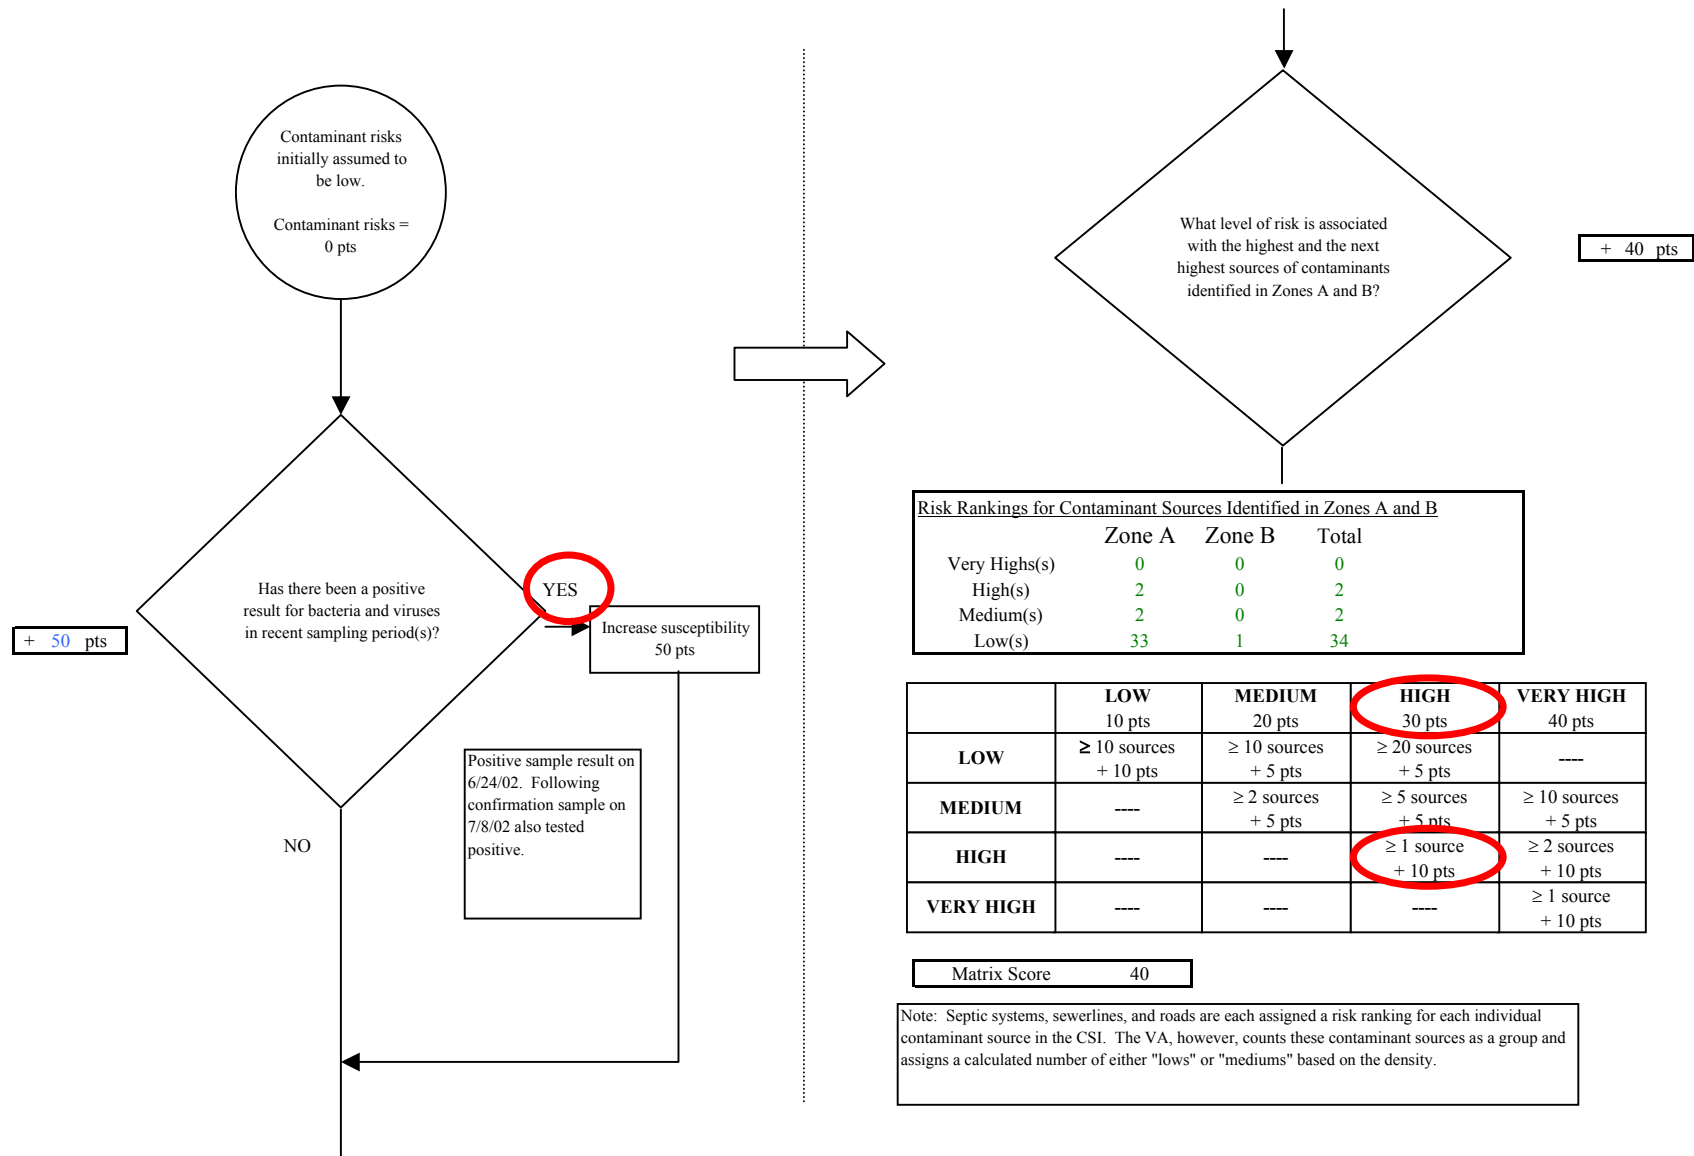 Contaminant risks
initially assumed to
be low.
Contaminant risks =
0 pts
Has there been a positive
result for bacteria and viruses
in recent sampling period(s)?
YES
+ 50 pts
Increase susceptibility
50 pts
Positive sample result on
6/24/02. Following
confirmation sample on
7/8/02 also tested
positive.
NO
What level of risk is associated
with the highest and the next
highest sources of contaminants
identified in Zones A and B?
+ 40 pts
Risk Rankings for Contaminant Sources Identified in Zones A and B
Zone A Zone B Total
Very Highs(s) 0 0 0
High(s) 2 0 2
Medium(s) 2 0 2
Low(s) 33 1 34
LOW MEDIUM HIGH VERY HIGH
10 pts 20 pts 30 pts 40 pts
LOW ≥ 10 sources ≥ 10 sources ≥ 20 sources ----
+ 10 pts + 5 pts + 5 pts
MEDIUM ---- ≥ 2 sources ≥ 5 sources ≥ 10 sources
+ 5 pts + 5 pts + 5 pts
HIGH ---- ---- ≥ 1 source ≥ 2 sources
+ 10 pts + 10 pts
VERY HIGH ---- ---- ---- ≥ 1 source
+ 10 pts
Matrix Score 40
Note: Septic systems, sewerlines, and roads are each assigned a risk ranking for each individual
contaminant source in the CSI. The VA, however, counts these contaminant sources as a group and
assigns a calculated number of either "lows" or "mediums" based on the density.